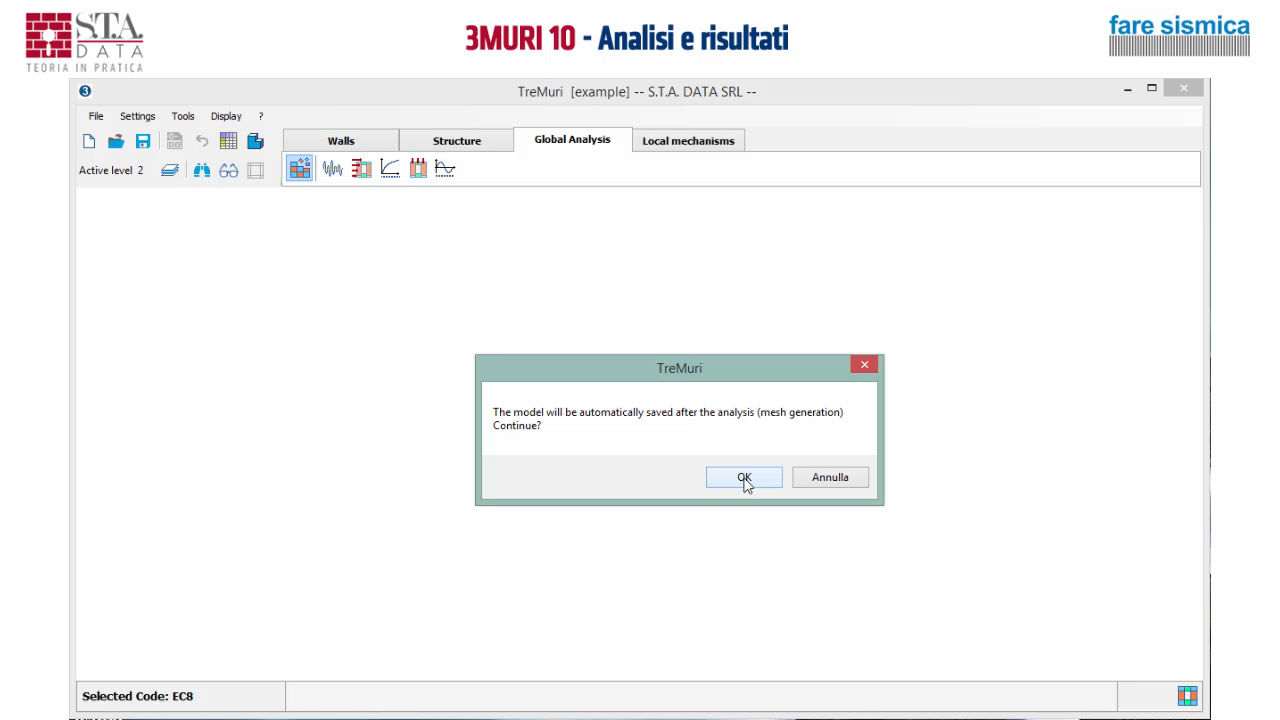 S.T.A.
DATA
TEORIA IN PRATICA
3MURI 10 - Analisi e risultati
fare sismica
3
TreMuri [example] -- S.T.A. DATA SRL --
File Settings Tools Display ?
Walls Structure Global Analysis Local mechanisms
Active level 2
TreMuri
The model will be automatically saved after the analysis (mesh generation)
Continue?
OK Annulla
Selected Code: EC8